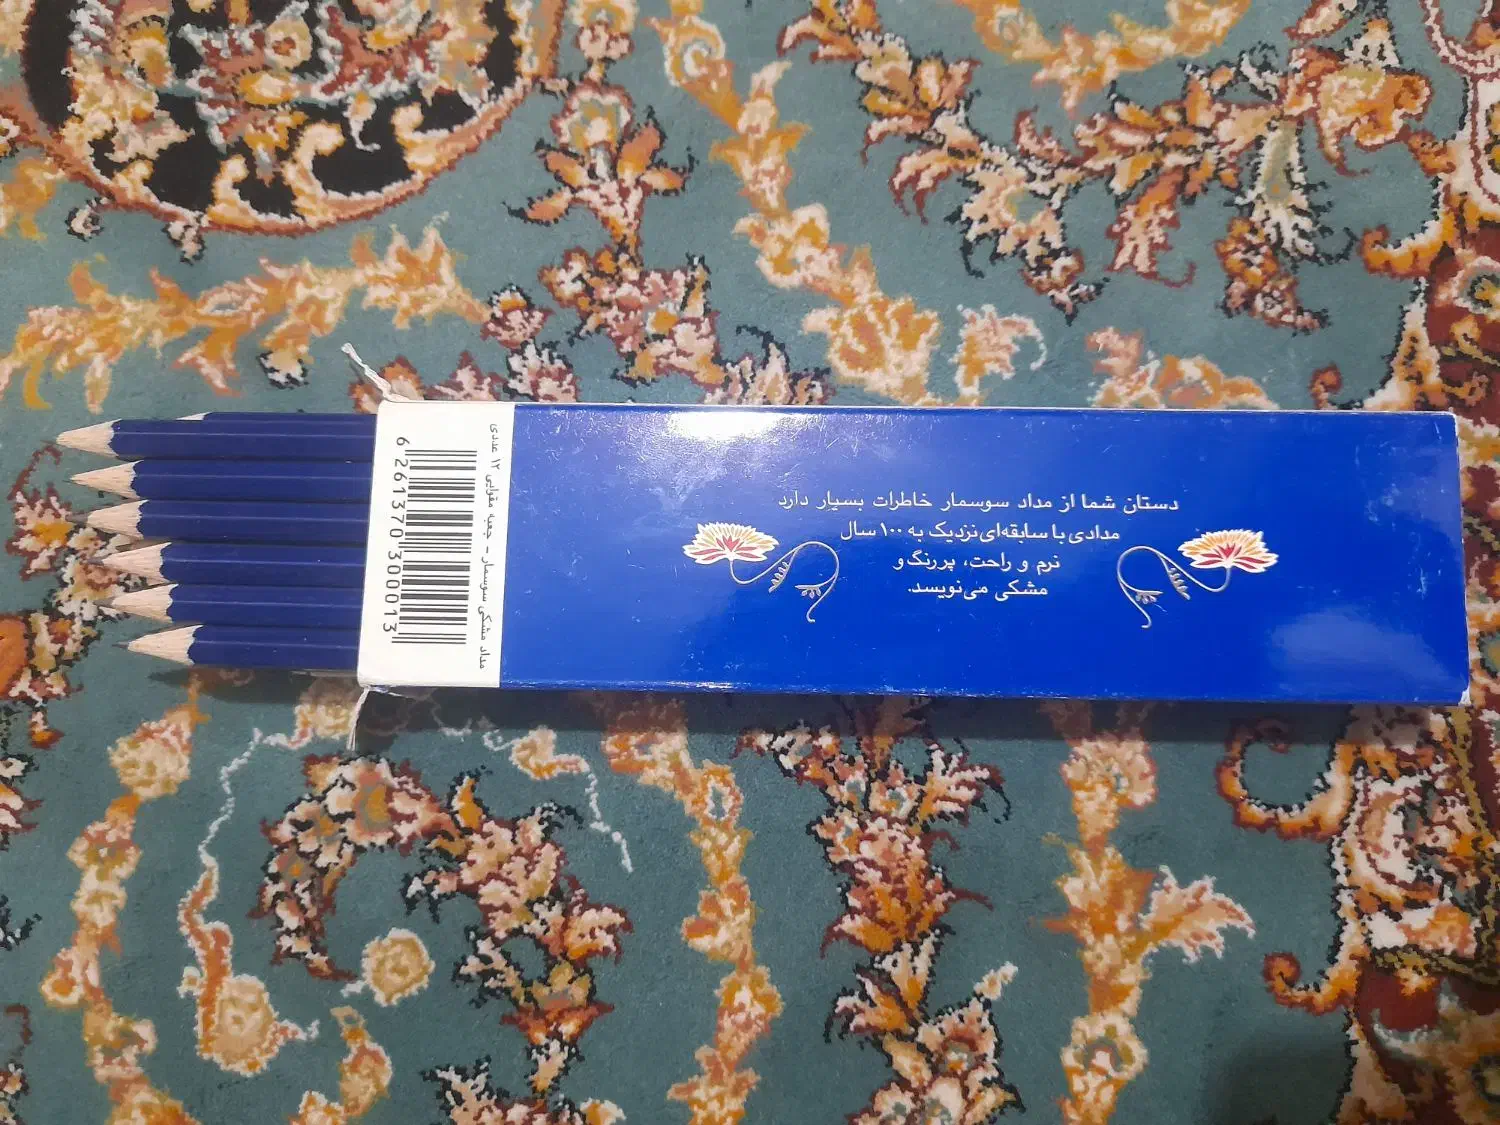 دستان شما از مداد سوسمار خاطرات بسیار دارد
مدادی با سابقه‌ای نزدیک به ۱۰۰ سال
نرم و راحت، پررنگ و
مشکی می‌نویسد.
مداد مشکی سوسمار - جعبه مقوایی ۱۲ عددی
6 261370 300013